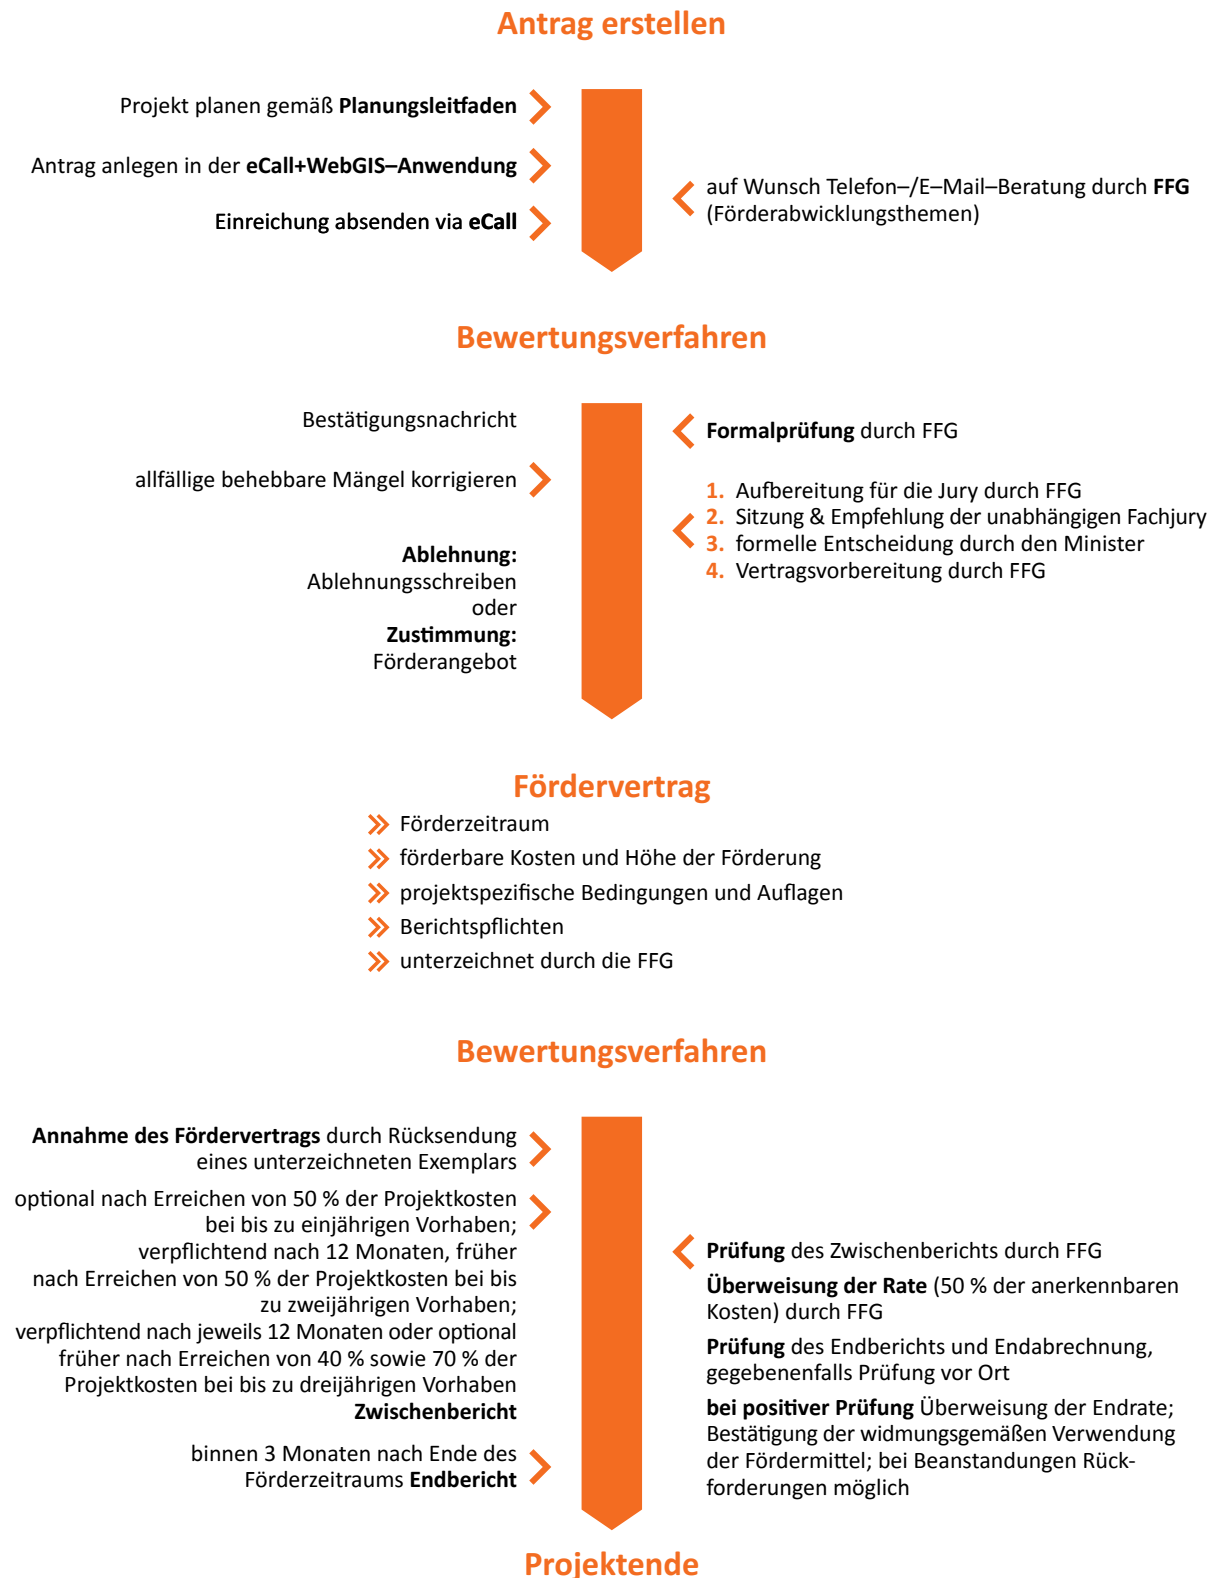 Antrag erstellen
Projekt planen gemäß Planungsleitfaden
Antrag anlegen in der eCall+WebGIS–Anwendung
Einreichung absenden via eCall
auf Wunsch Telefon–/E–Mail–Beratung durch FFG
(Förderabwicklungsthemen)
Bewertungsverfahren
Bestätigungsnachricht
allfällige behebbare Mängel korrigieren
Ablehnung:
Ablehnungsschreiben
oder
Zustimmung:
Förderangebot
Formalprüfung durch FFG
1. Aufbereitung für die Jury durch FFG
2. Sitzung & Empfehlung der unabhängigen Fachjury
3. formelle Entscheidung durch den Minister
4. Vertragsvorbereitung durch FFG
Fördervertrag
Förderzeitraum
förderbare Kosten und Höhe der Förderung
projektspezifische Bedingungen und Auflagen
Berichtspflichten
unterzeichnet durch die FFG
Bewertungsverfahren
Annahme des Fördervertrags durch Rücksendung
eines unterzeichneten Exemplars
optional nach Erreichen von 50 % der Projektkosten
bei bis zu einjährigen Vorhaben;
verpflichtend nach 12 Monaten, früher
nach Erreichen von 50 % der Projektkosten bei bis
zu zweijährigen Vorhaben;
verpflichtend nach jeweils 12 Monaten oder optional
früher nach Erreichen von 40 % sowie 70 % der
Projektkosten bei bis zu dreijährigen Vorhaben
Zwischenbericht
binnen 3 Monaten nach Ende des
Förderzeitraums Endbericht
Prüfung des Zwischenberichts durch FFG
Überweisung der Rate (50 % der anerkennbaren
Kosten) durch FFG
Prüfung des Endberichts und Endabrechnung,
gegebenenfalls Prüfung vor Ort
bei positiver Prüfung Überweisung der Endrate;
Bestätigung der widmungsgemäßen Verwendung
der Fördermittel; bei Beanstandungen Rück-
forderungen möglich
Projektende